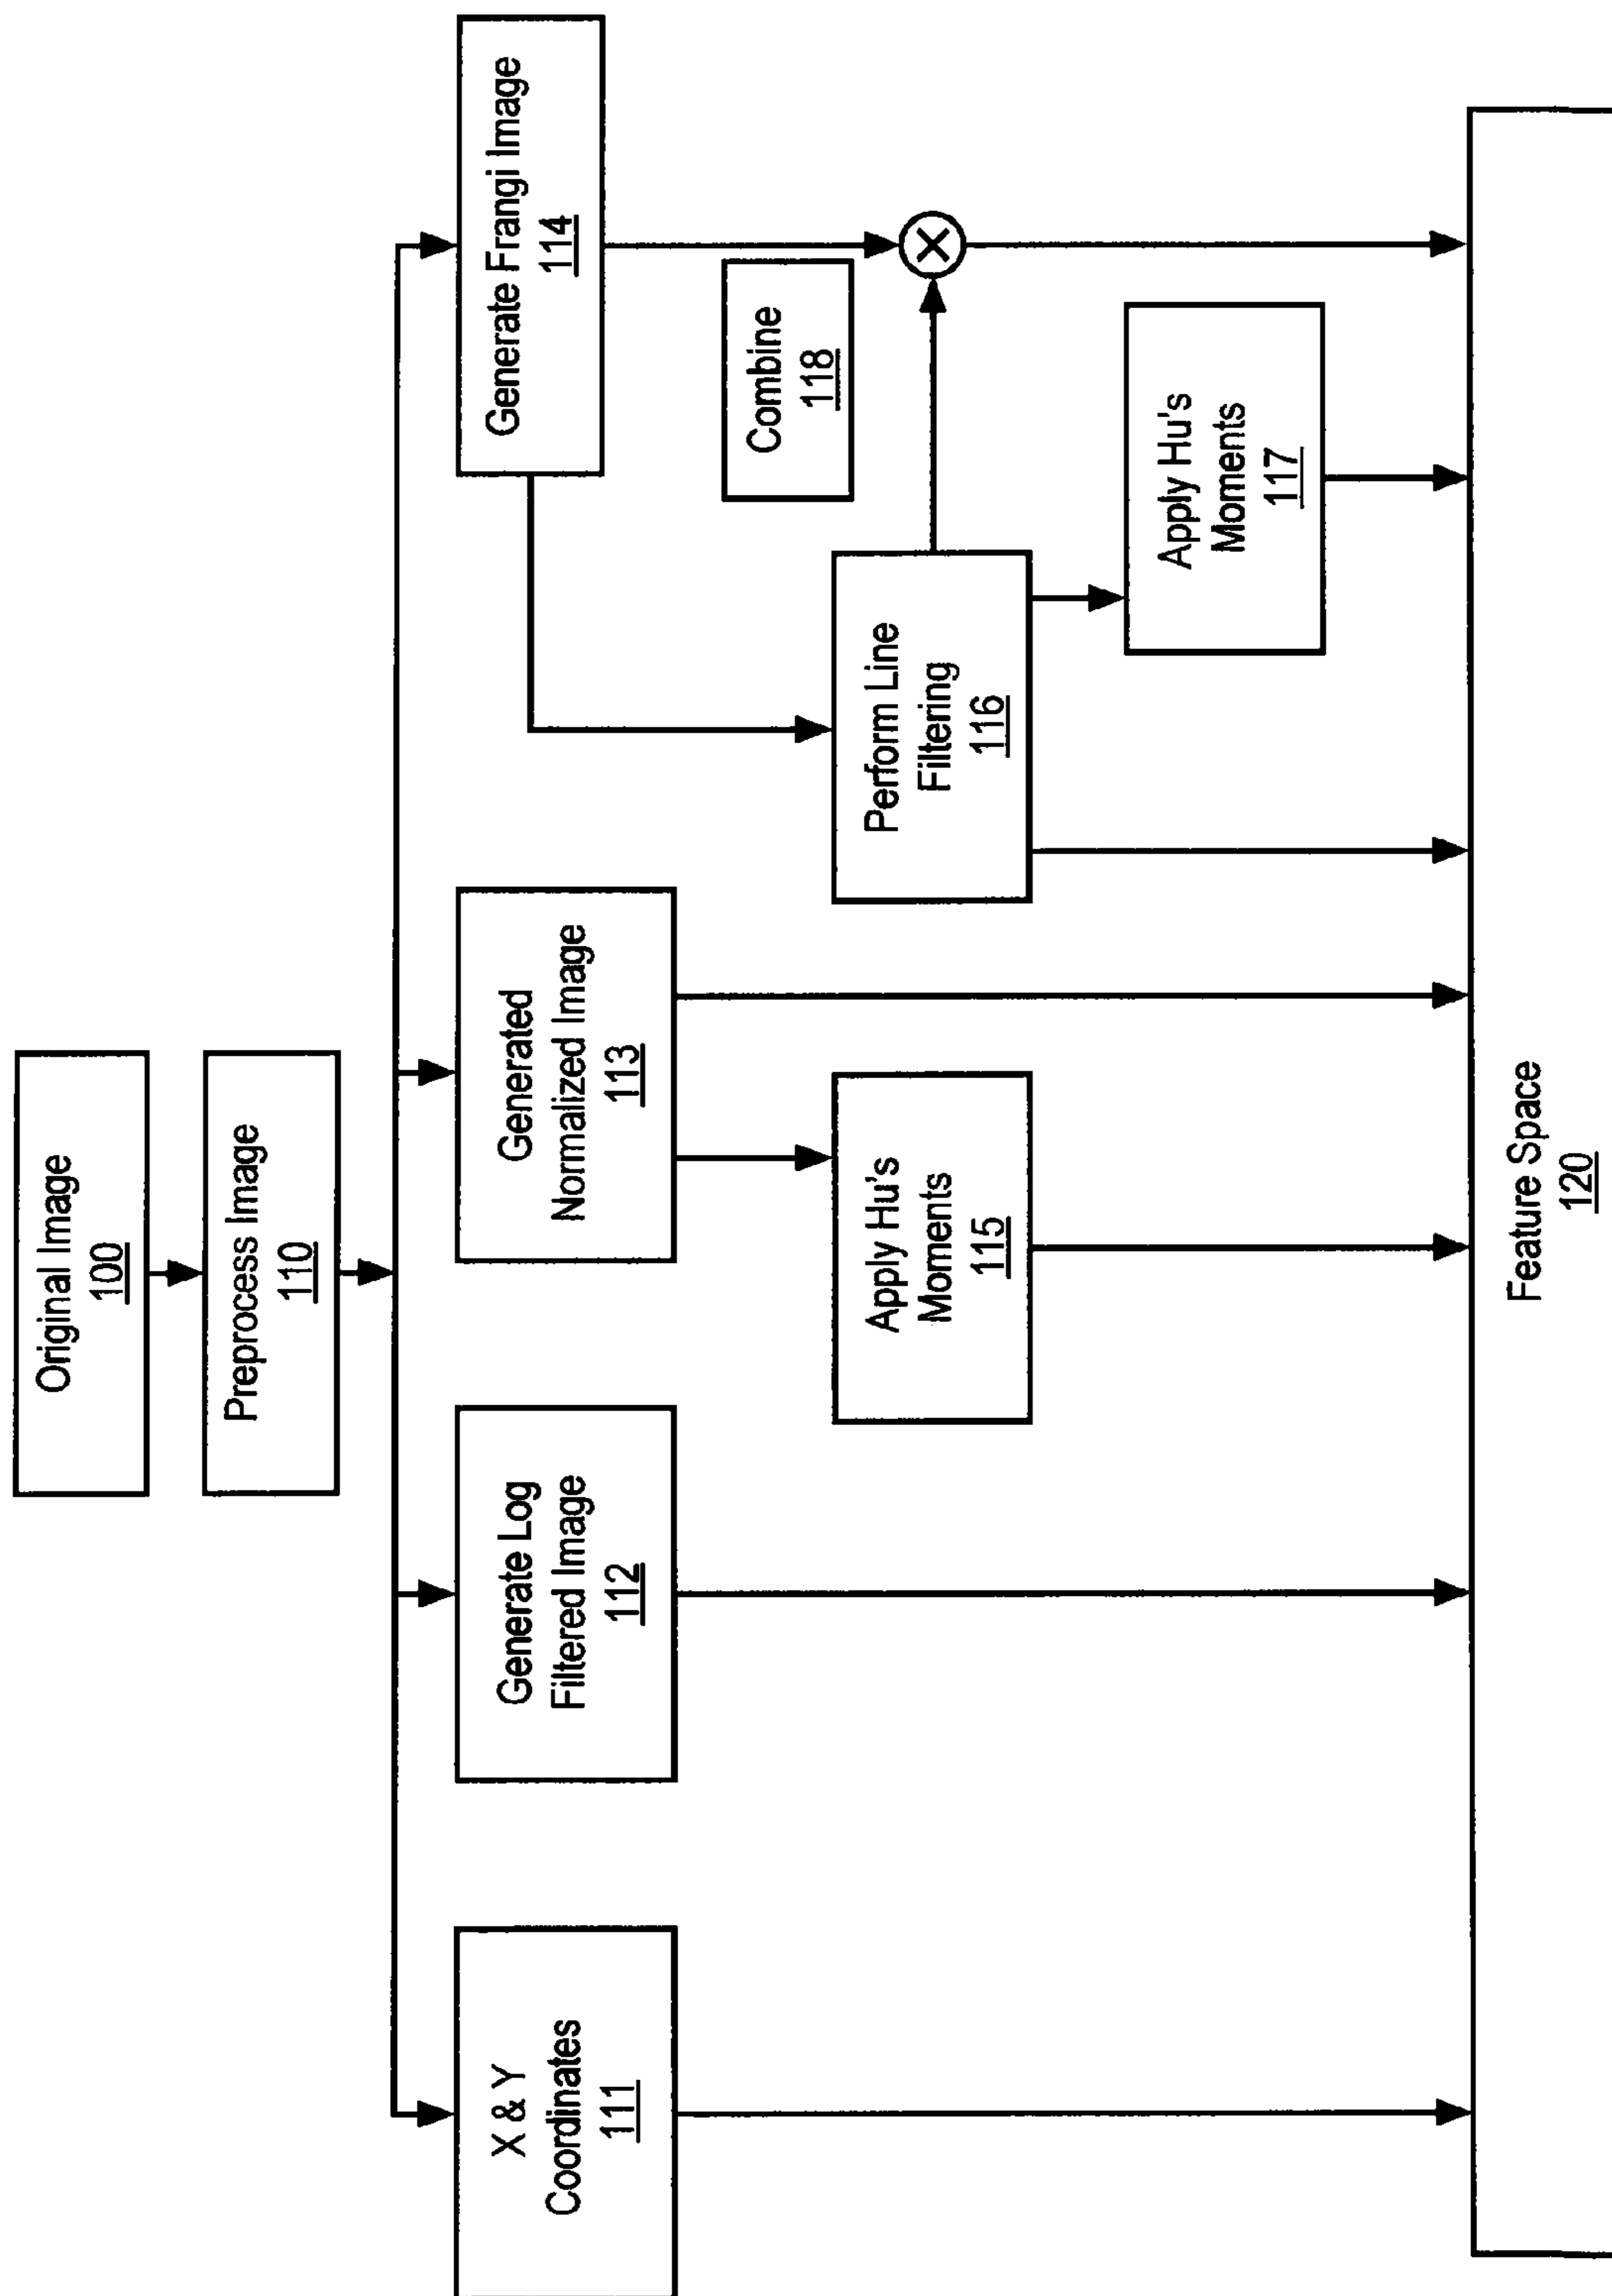 Original Image
100
Preprocess Image
110
X & Y
Coordinates
111
Generate Log
Filtered Image
112
Generated
Normalized Image
113
Generate Frangi Image
114
Apply Hu's
Moments
115
Perform Line
Filtering
116
Combine
118
Apply Hu's
Moments
117
Feature Space
120